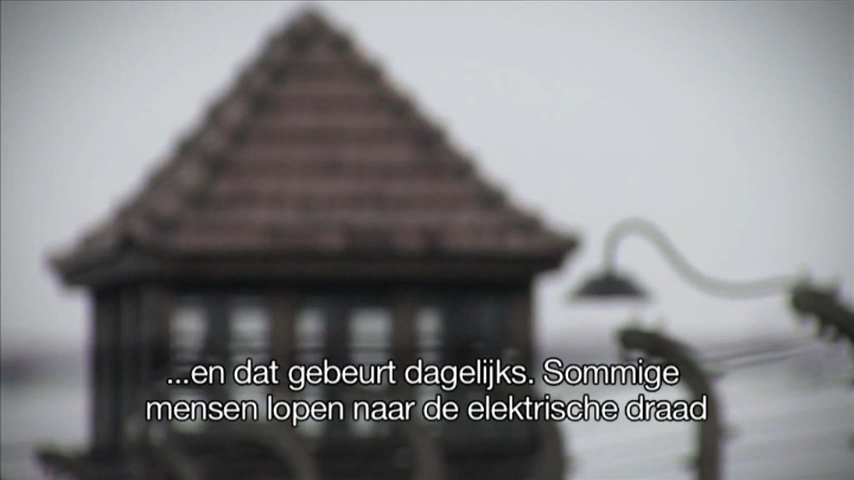 ...en dat gebeurt dagelijks. Sommige
mensen lopen naar de elektrische draad